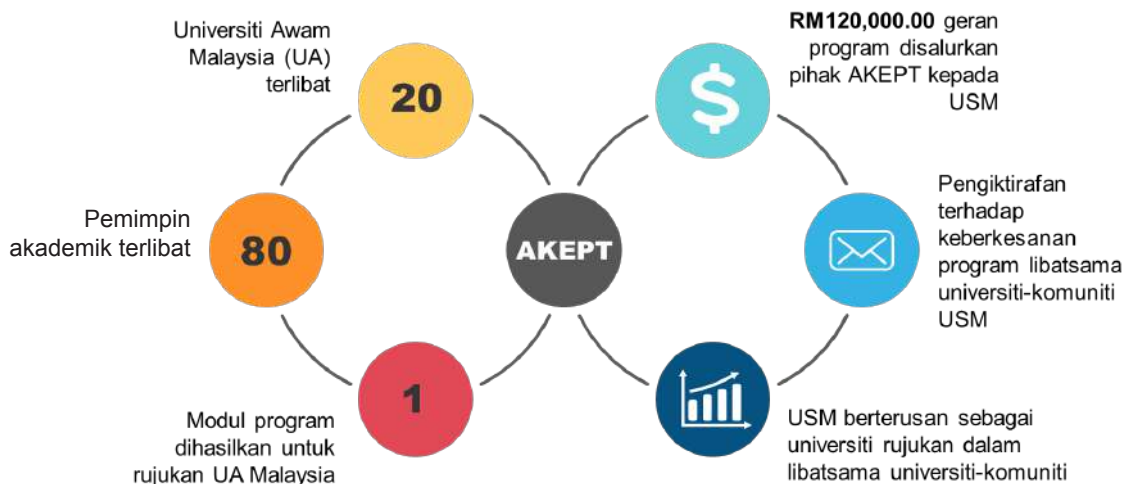 Universiti Awam
Malaysia (UA)
terlibat
20
Pemimpin
akademik terlibat
80
1
Modul program
dihasilkan untuk
rujukan UA Malaysia
AKEPT
$
RM120,000.00 geran
program disalurkan
pihak AKEPT kepada
USM
Pengiktirafan
terhadap
keberkesanan
program libatsama
universiti-komuniti
USM
USM berterusan sebagai
universiti rujukan dalam
libatsama universiti-komuniti